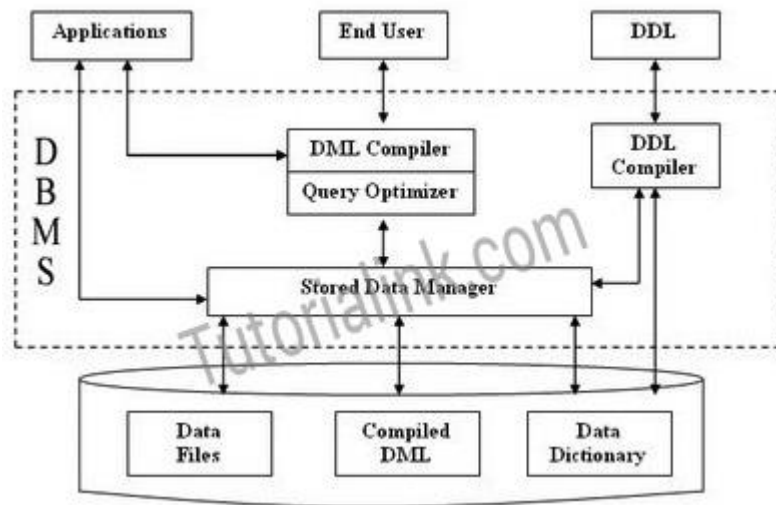 Applications
End User
DDL
DBMS
DML Compiler
Query Optimizer
DDL
Compiler
Stored Data Manager
Tutorialink.com
Data
Files
Compiled
DML
Data
Dictionary